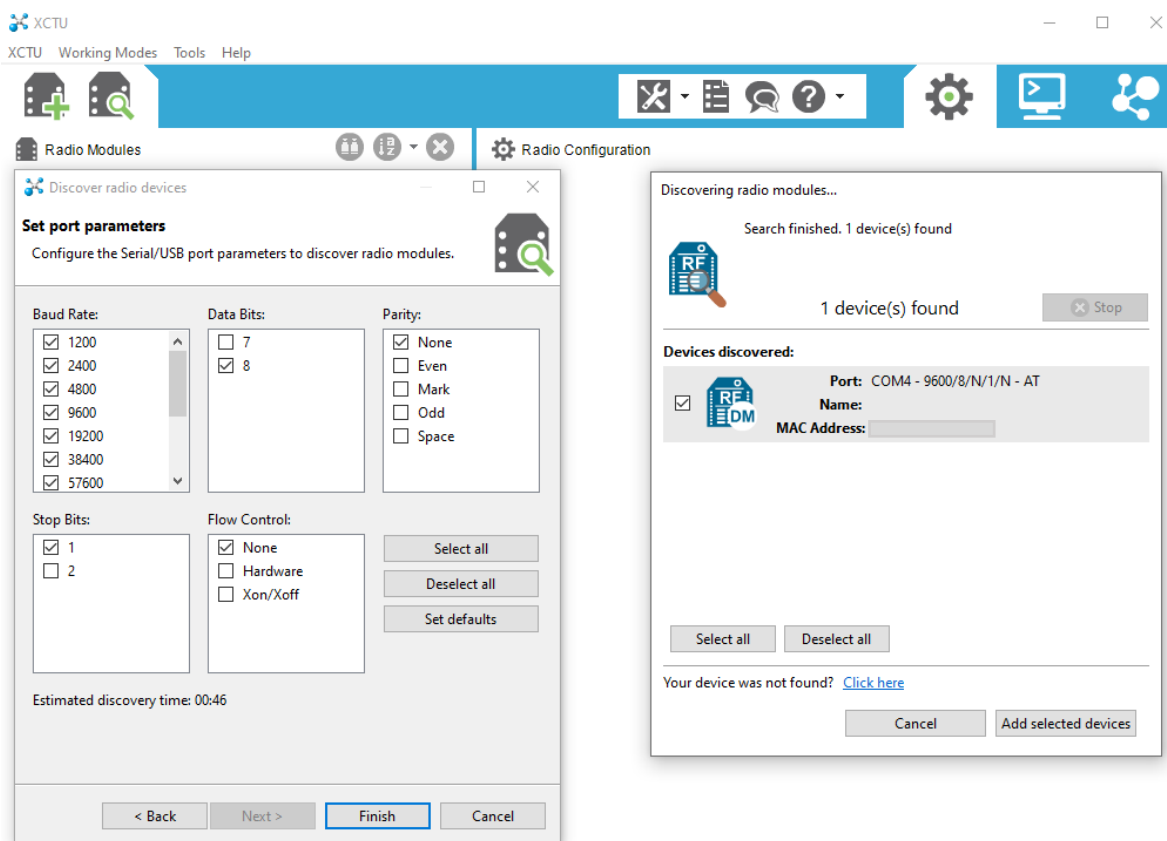 XCTU
XCTU Working Modes Tools Help
Radio Modules
Radio Configuration
Discover radio devices
Set port parameters
Configure the Serial/USB port parameters to discover radio modules.
Baud Rate:
1200
2400
4800
9600
19200
38400
57600
Data Bits:
7
8
Parity:
None
Even
Mark
Odd
Space
Stop Bits:
1
2
Flow Control:
None
Hardware
Xon/Xoff
Select all
Deselect all
Set defaults
Estimated discovery time: 00:46
< Back
Next >
Finish
Cancel
Discovering radio modules...
Search finished. 1 device(s) found
RF
1 device(s) found
Stop
Devices discovered:
RF
DM
Port: COM4 - 9600/8/N/1/N - AT
Name:
MAC Address:
Select all
Deselect all
Your device was not found? Click here
Cancel
Add selected devices